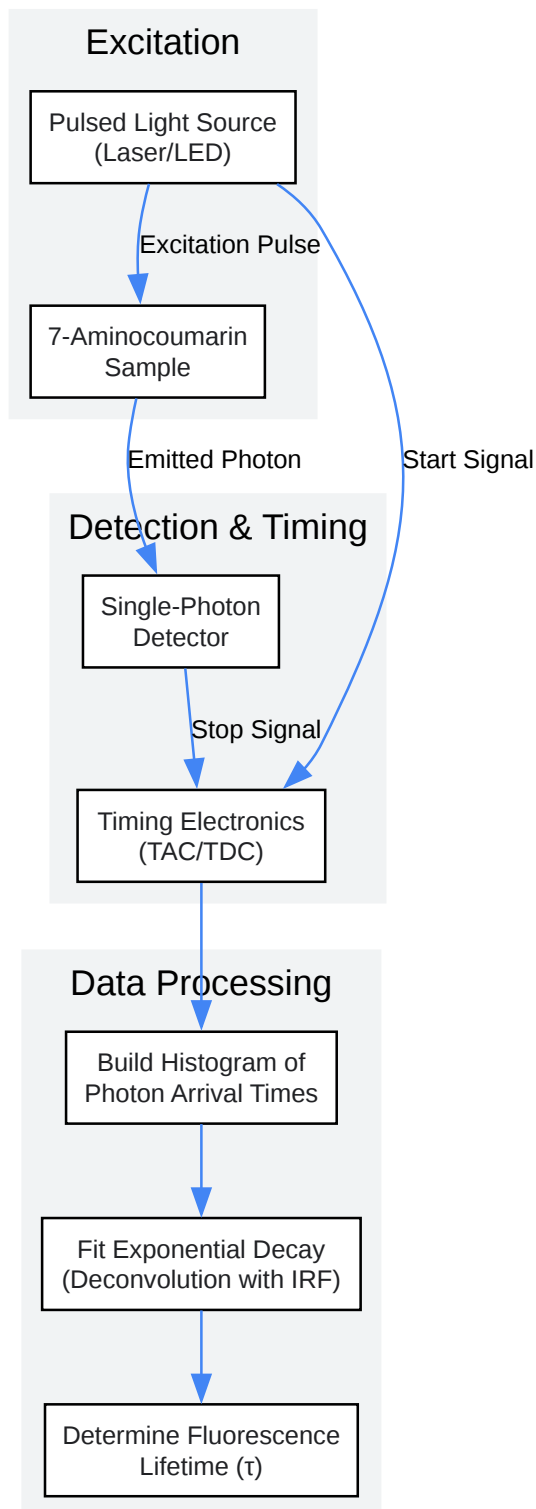 Excitation
Pulsed Light Source
(Laser/LED)
Excitation Pulse
7-Aminocoumarin
Sample
Emitted Photon
Start Signal
Detection & Timing
Single-Photon
Detector
Stop Signal
Timing Electronics
(TAC/TDC)
Data Processing
Build Histogram of
Photon Arrival Times
Fit Exponential Decay
(Deconvolution with IRF)
Determine Fluorescence
Lifetime (τ)